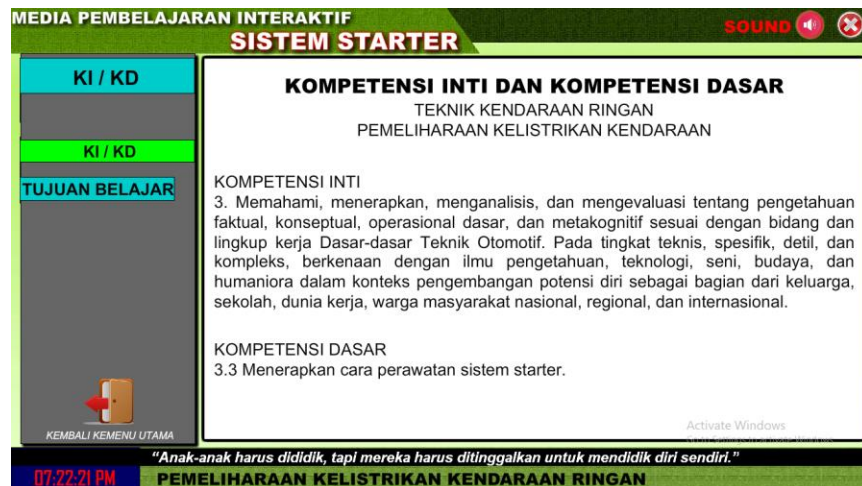 MEDIA PEMBELAJARAN INTERAKTIF
SISTEM STARTER
SOUND
KI / KD
KI / KD
TUJUAN BELAJAR
KEMBALI KEMENU UTAMA
KOMPETENSI INTI DAN KOMPETENSI DASAR
TEKNIK KENDARAAN RINGAN
PEMELIHARAAN KELISTRIKAN KENDARAAN
KOMPETENSI INTI
3. Memahami, menerapkan, menganalisis, dan mengevaluasi tentang pengetahuan
faktual, konseptual, operasional dasar, dan metakognitif sesuai dengan bidang dan
lingkup kerja Dasar-dasar Teknik Otomotif. Pada tingkat teknis, spesifik, detil, dan
kompleks, berkenaan dengan ilmu pengetahuan, teknologi, seni, budaya, dan
humaniora dalam konteks pengembangan potensi diri sebagai bagian dari keluarga,
sekolah, dunia kerja, warga masyarakat nasional, regional, dan internasional.
KOMPETENSI DASAR
3.3 Menerapkan cara perawatan sistem starter.
Activate Windows
Go to Settings to activate Windows.
“Anak-anak harus dididik, tapi mereka harus ditinggalkan untuk mendidik diri sendiri.”
07:22:21 PM
PEMELIHARAAN KELISTRIKAN KENDARAAN RINGAN